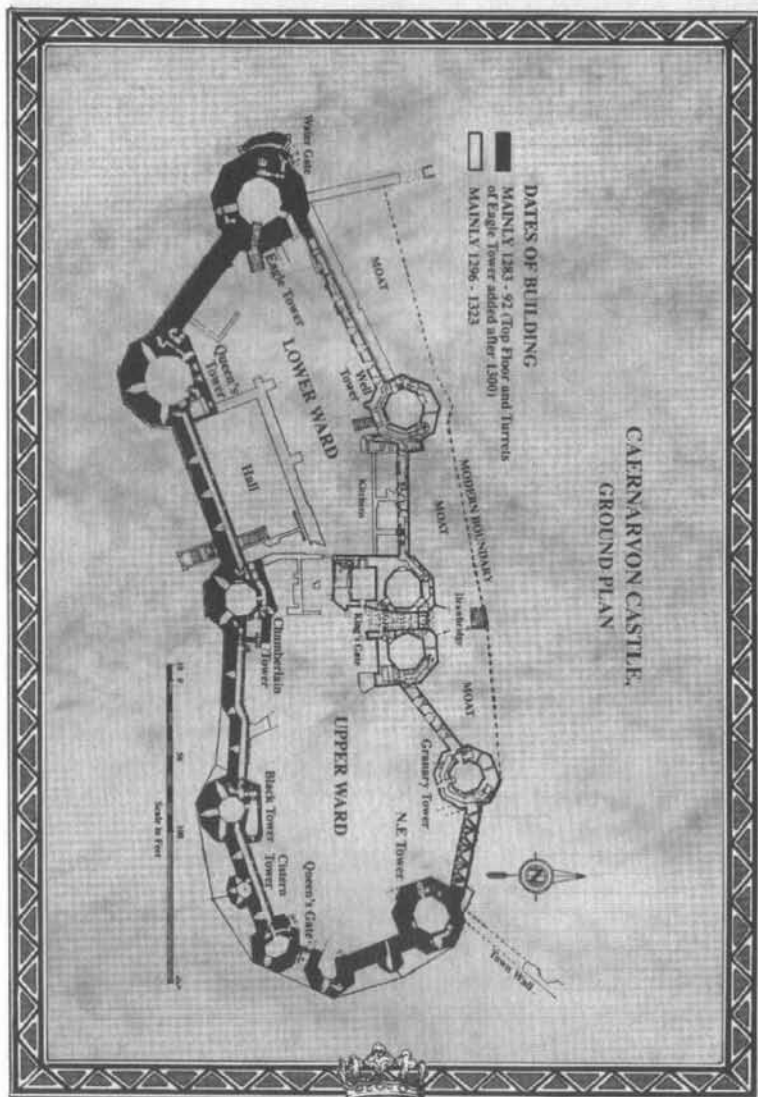 CAERNARVON CASTLE,
GROUND PLAN
DATES OF BUILDING
MAINLY 1283 - 92 (Top Floor and Turrets
of Eagle Tower added after 1300)
MAINLY 1296 - 1323
Water Gate
Eagle Tower
MOAT
Well
Tower
LOWER WARD
Queen's
Tower
Hall
Kitchens
MOAT
MODERN BOUNDARY
Drawbridge
King's Gate
MOAT
Chamberlain
Tower
UPPER WARD
Granary Tower
N.E Tower
Black Tower
Cistern
Tower
Queen's Gate
Town Wall
N
50
100
Scale in Feet